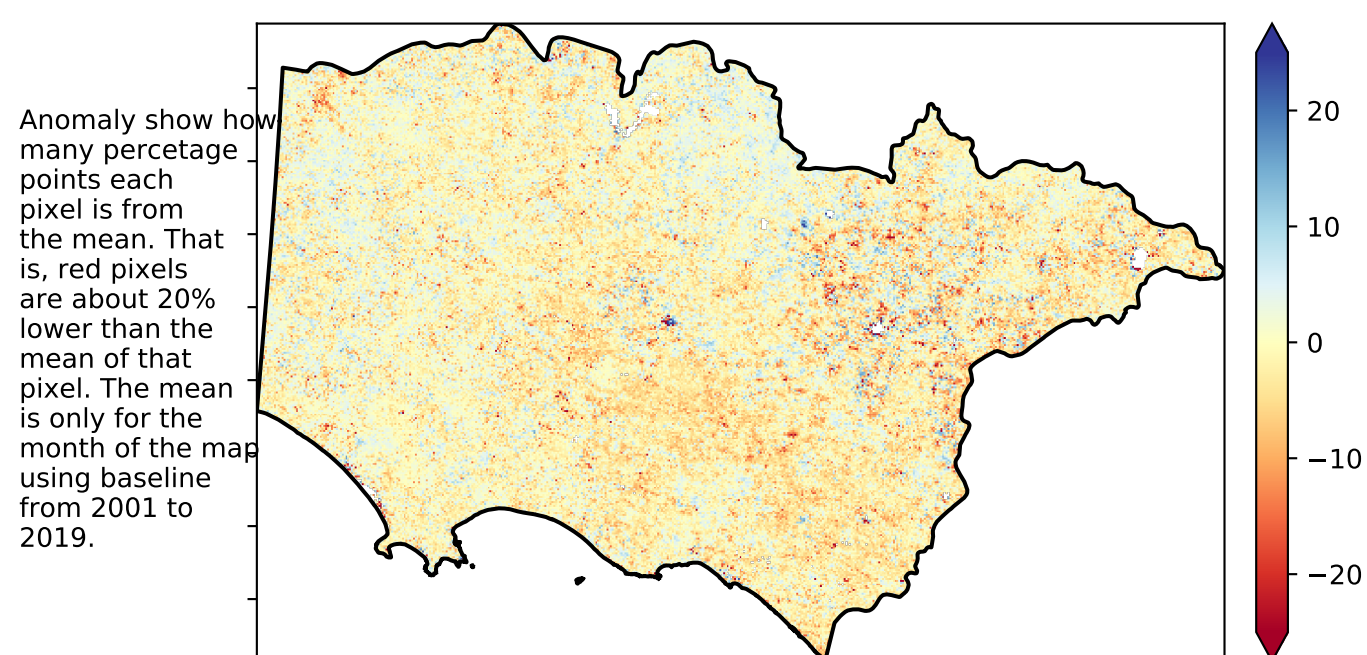 Anomaly show how
many percetage
points each
pixel is from
the mean. That
is, red pixels
are about 20%
lower than the
mean of that
pixel. The mean
is only for the
month of the map
using baseline
from 2001 to
2019.
20
10
0
−10
−20